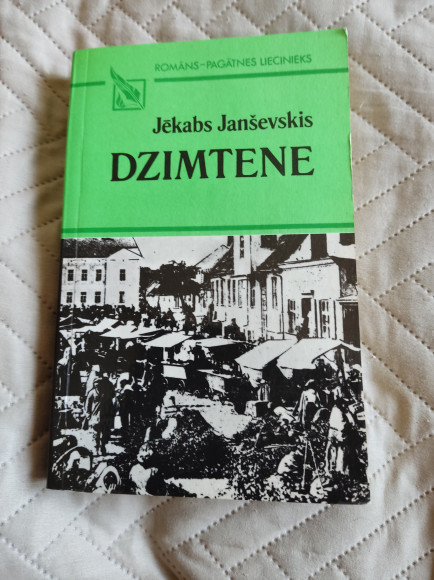 ROMĀNS–PAGĀTNES LIECINIEKS
Jēkabs Janševskis
DZIMTENE